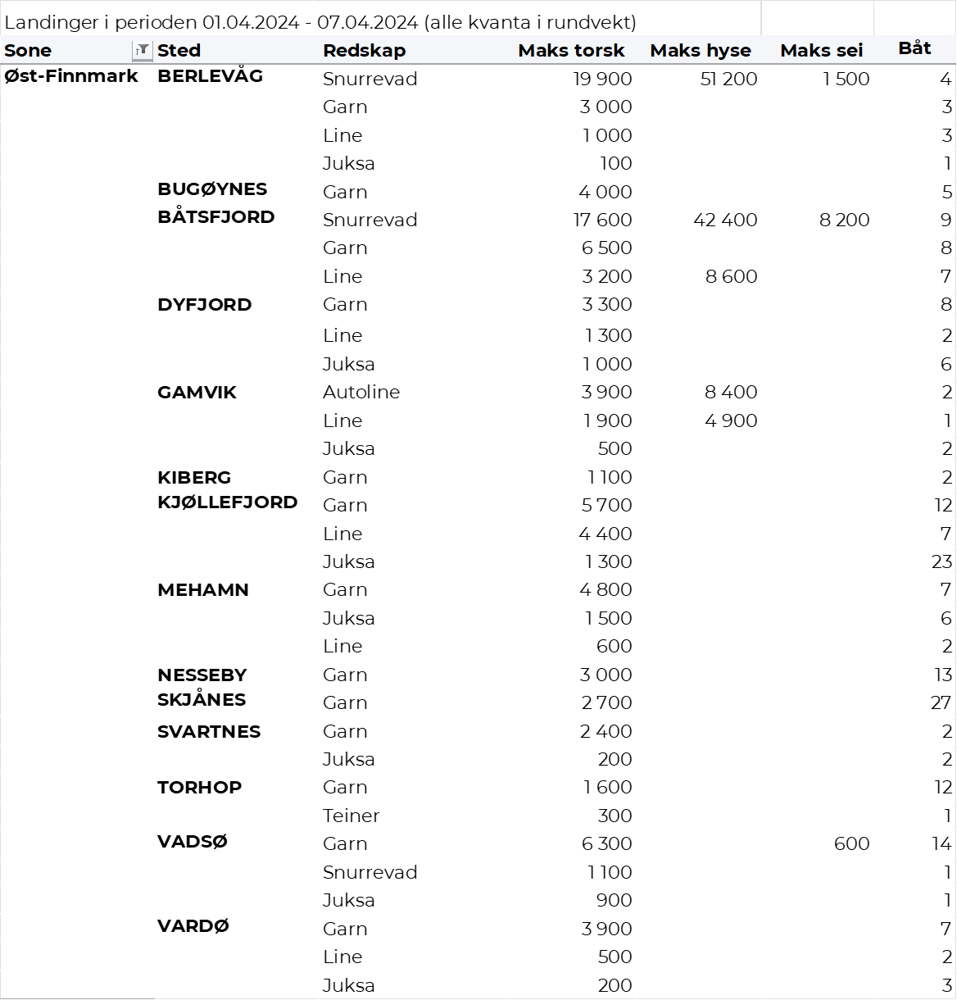 Landinger i perioden 01.04.2024 - 07.04.2024 (alle kvanta i rundvekt)
Sone Sted Redskap Maks torsk Maks hyse Maks sei Båt
Øst-Finnmark BERLEVÅG Snurrevad 19 900 51 200 1 500 4
Garn 3 000 3
Line 1 000 3
Juksa 100 1
BUGØYNES Garn 4 000 5
BÅTSFJORD Snurrevad 17 600 42 400 8 200 9
Garn 6 500 8
Line 3 200 8 600 7
DYFJORD Garn 3 300 8
Line 1 300 2
Juksa 1 000 6
GAMVIK Autoline 3 900 8 400 2
Line 1 900 4 900 1
Juksa 500 2
KIBERG Garn 1 100 2
KJØLLEFJORD Garn 5 700 12
Line 4 400 7
Juksa 1 300 23
MEHAMN Garn 4 800 7
Juksa 1 500 6
Line 600 2
NESSEBY Garn 3 000 13
SKJÅNES Garn 2 700 27
SVARTNES Garn 2 400 2
Juksa 200 2
TORHOP Garn 1 600 12
Teiner 300 1
VADSØ Garn 6 300 600 14
Snurrevad 1 100 1
Juksa 900 1
VARDØ Garn 3 900 7
Line 500 2
Juksa 200 3